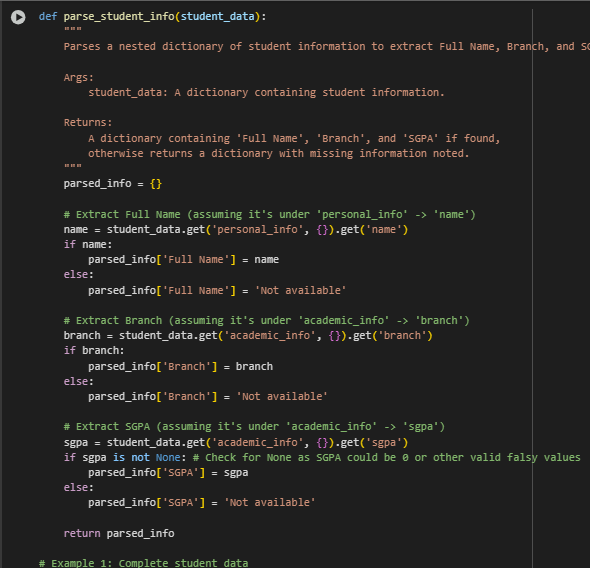 def parse_student_info(student_data):
    """
    Parses a nested dictionary of student information to extract Full Name, Branch, and SG

    Args:
        student_data: A dictionary containing student information.

    Returns:
        A dictionary containing 'Full Name', 'Branch', and 'SGPA' if found,
        otherwise returns a dictionary with missing information noted.
    """
    parsed_info = {}

    # Extract Full Name (assuming it's under 'personal_info' -> 'name')
    name = student_data.get('personal_info', {}).get('name')
    if name:
        parsed_info['Full Name'] = name
    else:
        parsed_info['Full Name'] = 'Not available'

    # Extract Branch (assuming it's under 'academic_info' -> 'branch')
    branch = student_data.get('academic_info', {}).get('branch')
    if branch:
        parsed_info['Branch'] = branch
    else:
        parsed_info['Branch'] = 'Not available'

    # Extract SGPA (assuming it's under 'academic_info' -> 'sgpa')
    sgpa = student_data.get('academic_info', {}).get('sgpa')
    if sgpa is not None: # Check for None as SGPA could be 0 or other valid falsy values
        parsed_info['SGPA'] = sgpa
    else:
        parsed_info['SGPA'] = 'Not available'

    return parsed_info

# Example 1: Complete student data